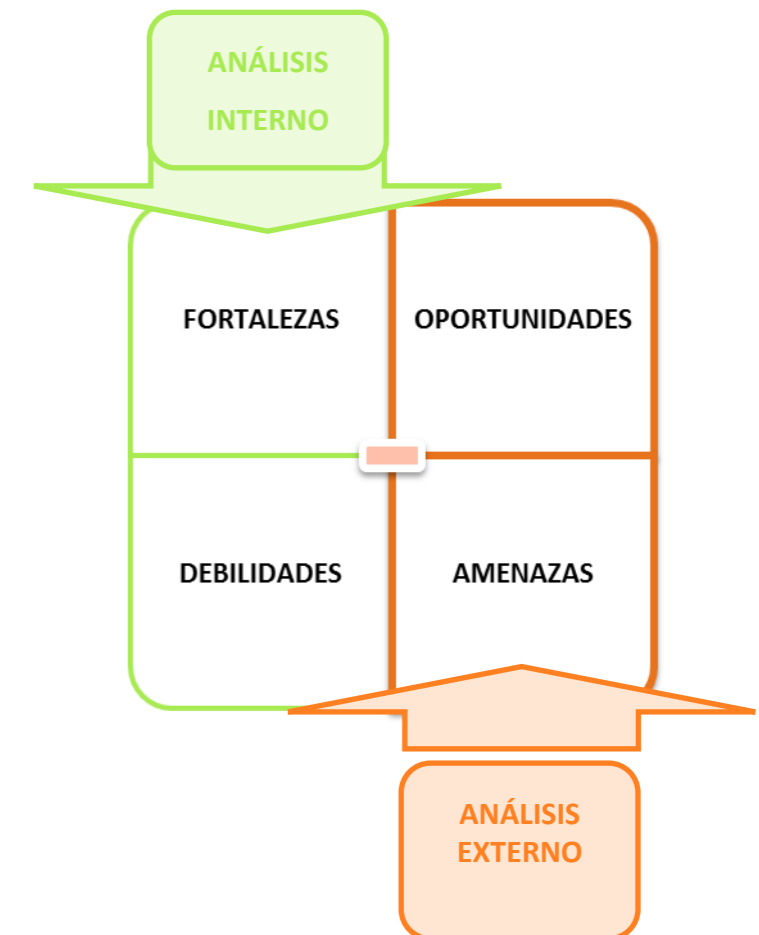 ANÁLISIS
INTERNO
FORTALEZAS
OPORTUNIDADES
DEBILIDADES
AMENAZAS
ANÁLISIS
EXTERNO